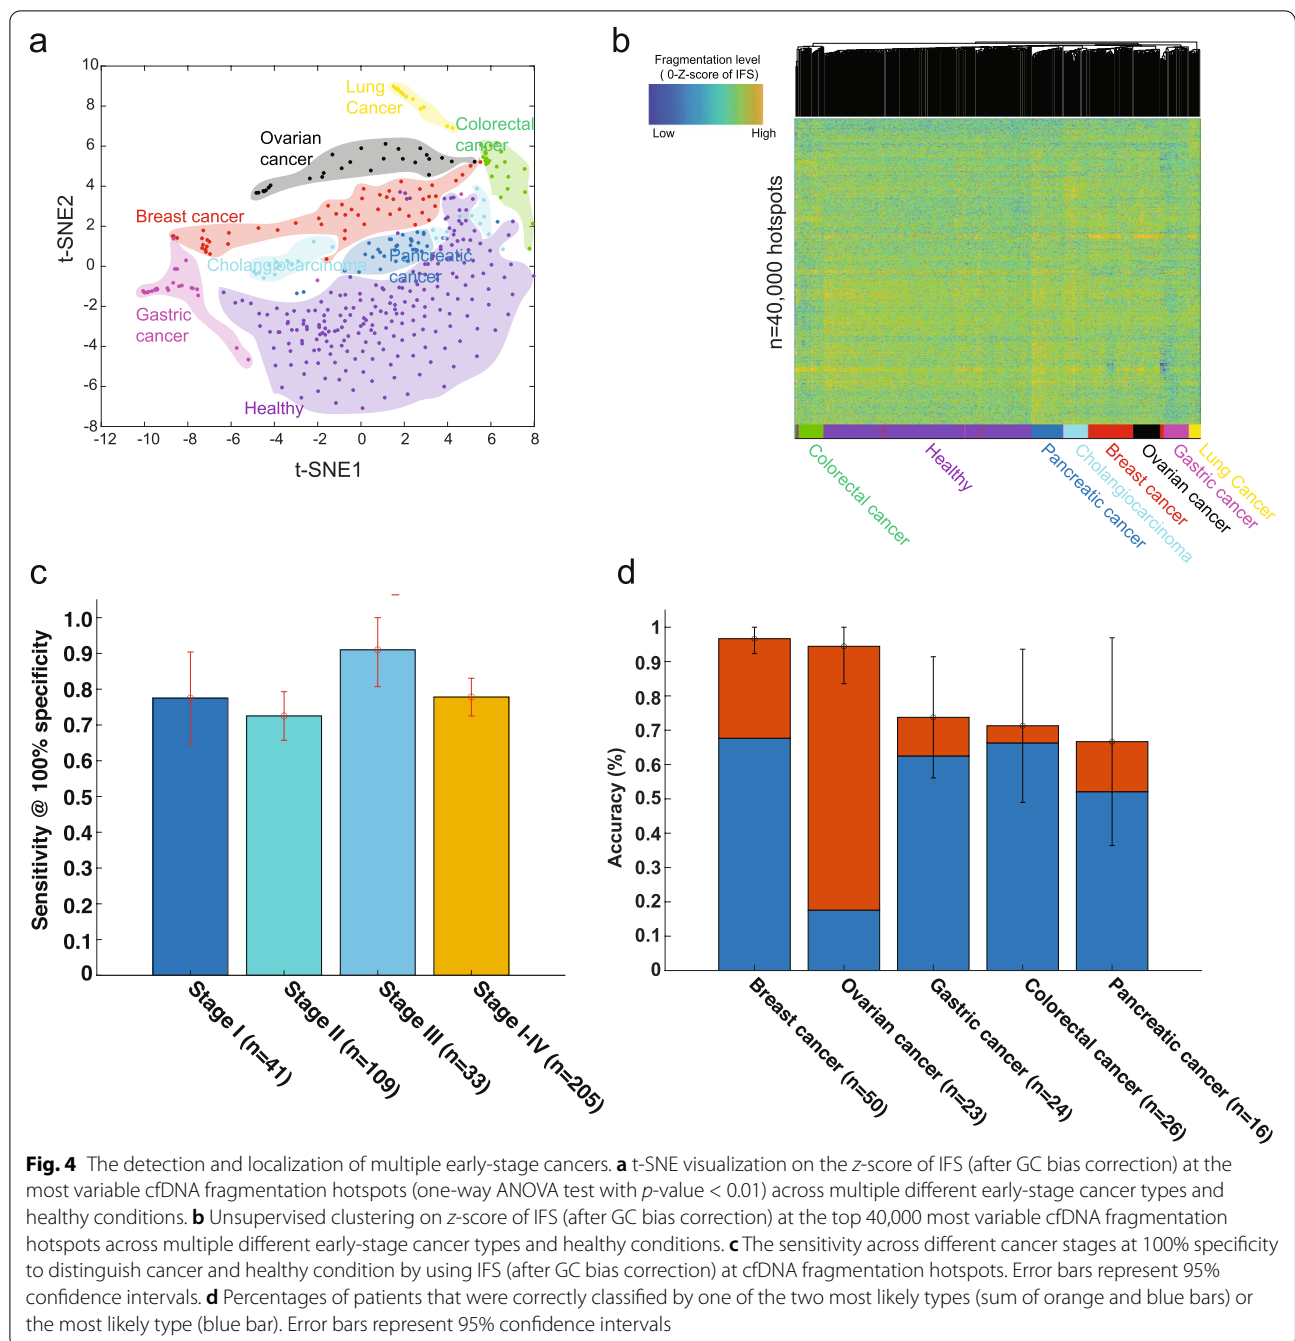 a
10
8
6
4
2
0
-2
-4
-6
-8
-12
-10
-8
-6
-4
-2
0
2
4
6
8
t-SNE2
t-SNE1
Lung
Cancer
Colorectal
cancer
Ovarian
cancer
Breast cancer
Cholangiocarcinoma
Pancreatic
cancer
Gastric
cancer
Healthy
b
Fragmentation level
( 0-Z-score of IFS)
Low
High
n=40,000 hotspots
Colorectal cancer
Healthy
Pancreatic cancer
Cholangiocarcinoma
Breast cancer
Ovarian cancer
Gastric cancer
Lung Cancer
c
Sensitivity @ 100% specificity
1.0
0.9
0.8
0.7
0.6
0.5
0.4
0.3
0.2
0.1
0
Stage I (n=41)
Stage II (n=109)
Stage III (n=33)
Stage I-IV (n=205)
d
Accuracy (%)
1
0.9
0.8
0.7
0.6
0.5
0.4
0.3
0.2
0.1
0
Breast cancer (n=50)
Ovarian cancer (n=23)
Gastric cancer (n=24)
Colorectal cancer (n=26)
Pancreatic cancer (n=16)
Fig. 4 The detection and localization of multiple early-stage cancers. a t-SNE visualization on the z-score of IFS (after GC bias correction) at the
most variable cfDNA fragmentation hotspots (one-way ANOVA test with p-value < 0.01) across multiple different early-stage cancer types and
healthy conditions. b Unsupervised clustering on z-score of IFS (after GC bias correction) at the top 40,000 most variable cfDNA fragmentation
hotspots across multiple different early-stage cancer types and healthy conditions. c The sensitivity across different cancer stages at 100% specificity
to distinguish cancer and healthy condition by using IFS (after GC bias correction) at cfDNA fragmentation hotspots. Error bars represent 95%
confidence intervals. d Percentages of patients that were correctly classified by one of the two most likely types (sum of orange and blue bars) or
the most likely type (blue bar). Error bars represent 95% confidence intervals